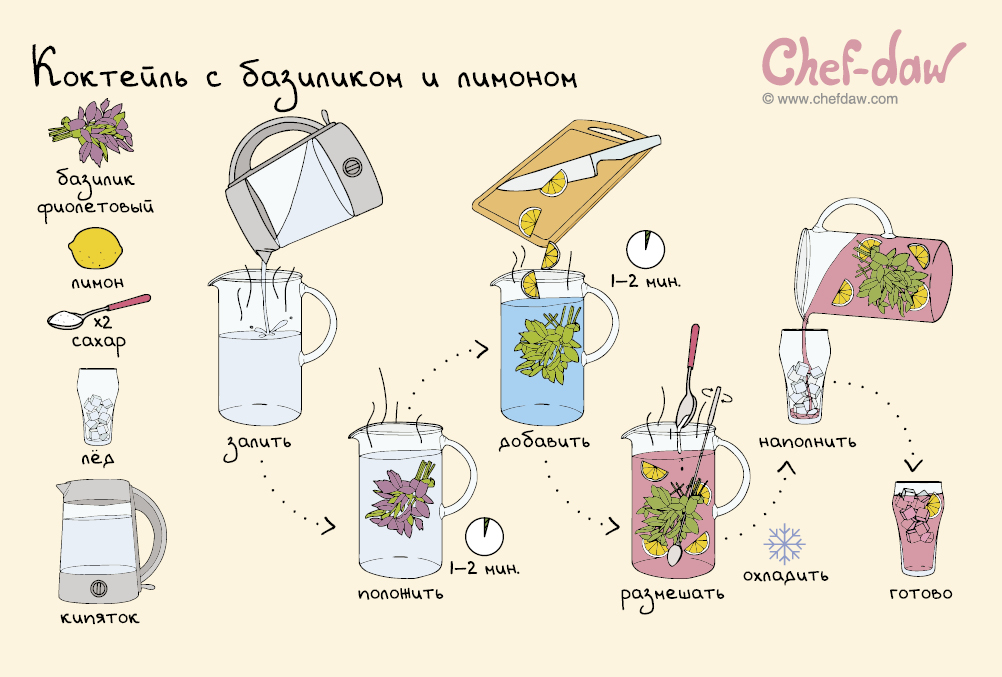 Коктейль с базиликом и лимоном
Chef-daw
© www.chefdaw.com
базилик
фиолетовый
лимон
x2
сахар
лёд
кипяток
залить
положить
1–2 мин.
добавить
1–2 мин.
размешать
охладить
наполнить
готово